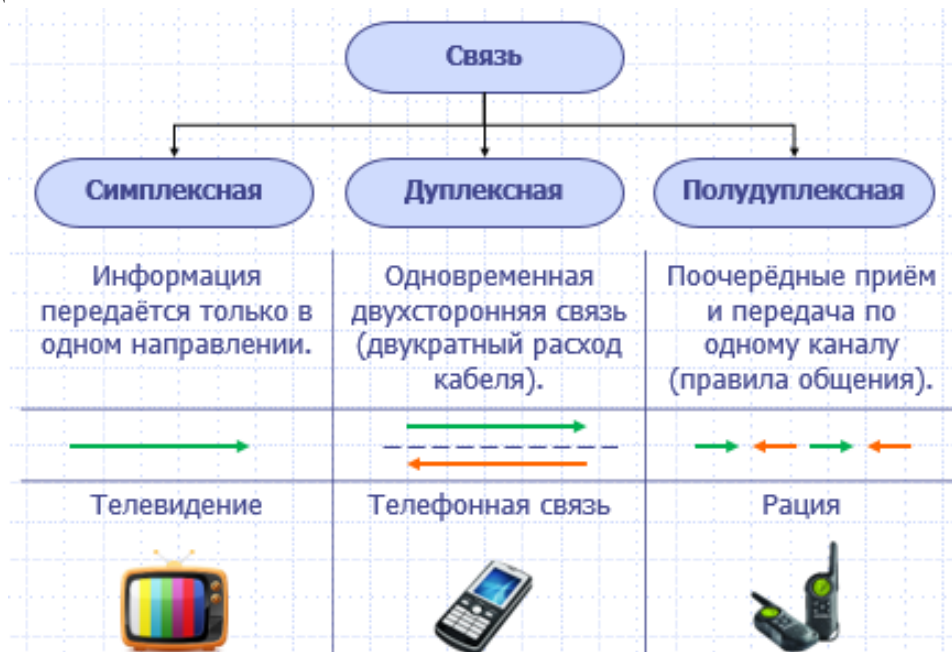 Связь
Симплексная
Дуплексная
Полудуплексная
Информация
передаётся только в
одном направлении.
Одновременная
двухсторонняя связь
(двукратный расход
кабеля).
Поочерёдные приём
и передача по
одному каналу
(правила общения).
Телевидение
Телефонная связь
Рация